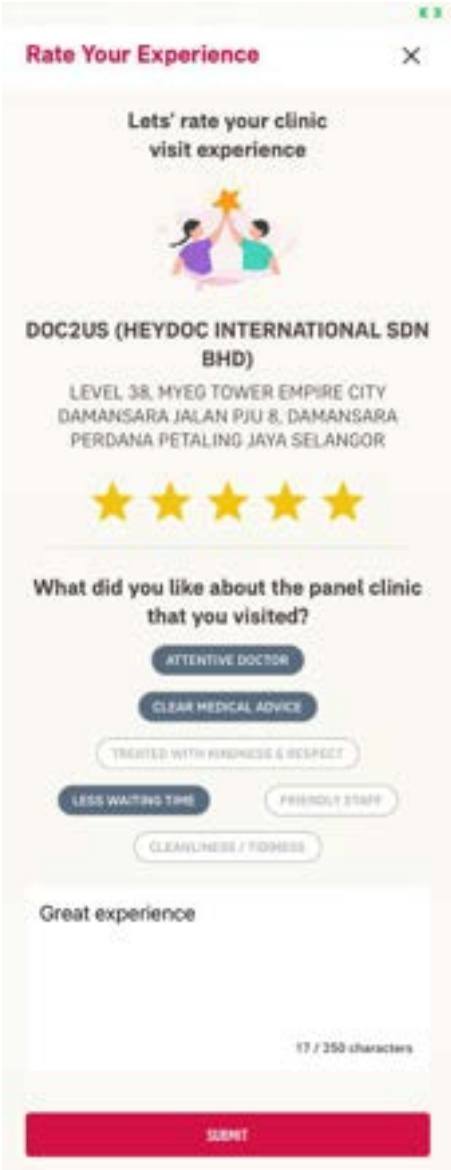 Rate Your Experience
Lets' rate your clinic
visit experience
DOC2US (HEYDOC INTERNATIONAL SDN
BHD)
LEVEL 38, MYEG TOWER EMPIRE CITY
DAMANSARA JALAN PJU 8, DAMANSARA
PERDANA PETALING JAYA SELANGOR
What did you like about the panel clinic
that you visited?
ATTENTIVE DOCTOR
CLEAR MEDICAL ADVICE
TREATED WITH KINDNESS & RESPECT
LESS WAITING TIME
FRIENDLY STAFF
CLEANLINESS / TIDINESS
Great experience
17 / 250 characters
SUBMIT